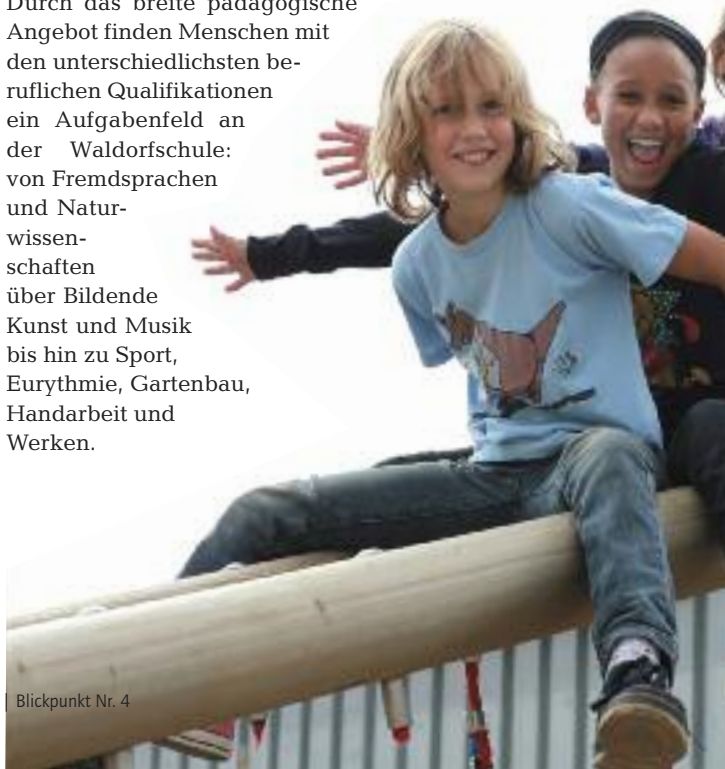 Durch das breite pädagogische
Angebot finden Menschen mit
den unterschiedlichsten be-
ruflichen Qualifikationen
ein Aufgabenfeld an
der Waldorfschule:
von Fremdsprachen
und Natur-
wissen-
schaften
über Bildende
Kunst und Musik
bis hin zu Sport,
Eurythmie, Gartenbau,
Handarbeit und
Werken.
| Blickpunkt Nr. 4